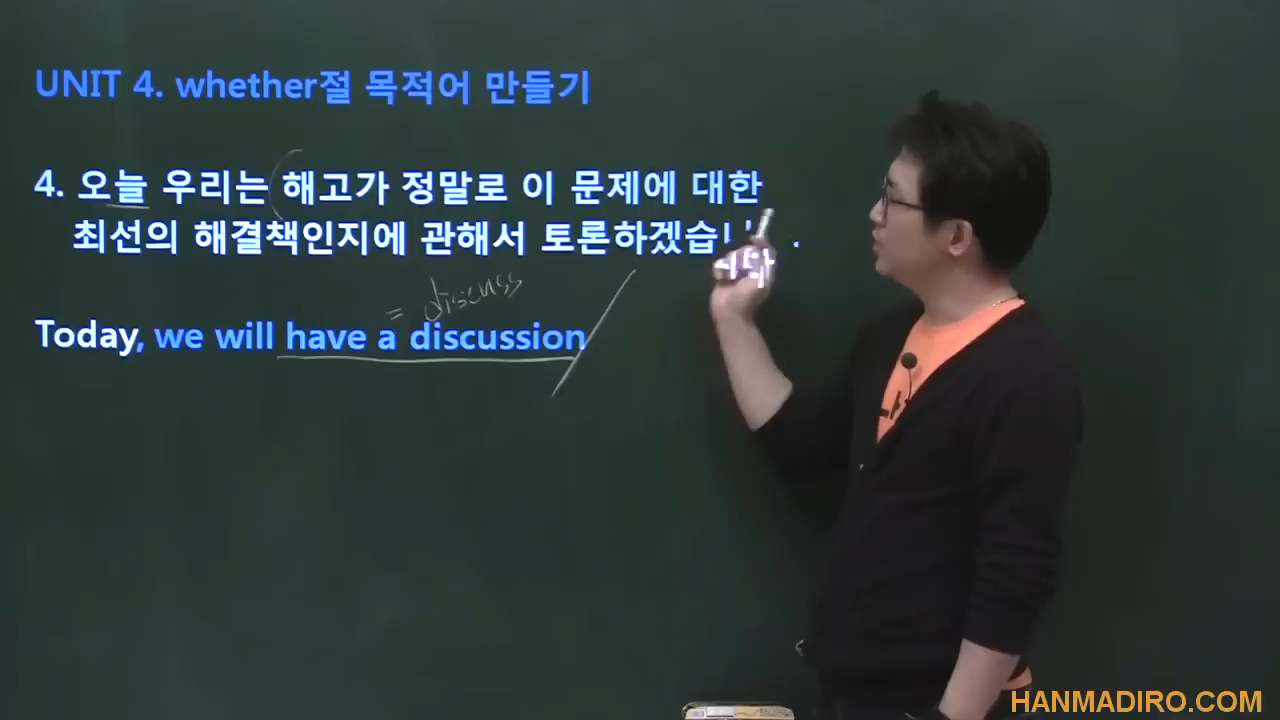 UNIT 4. whether절 목적어 만들기
4. 오늘 우리는 해고가 정말로 이 문제에 대한
최선의 해결책인지에 관해서 토론하겠습니다.
= discuss
Today, we will have a discussion
HANMADIRO.COM